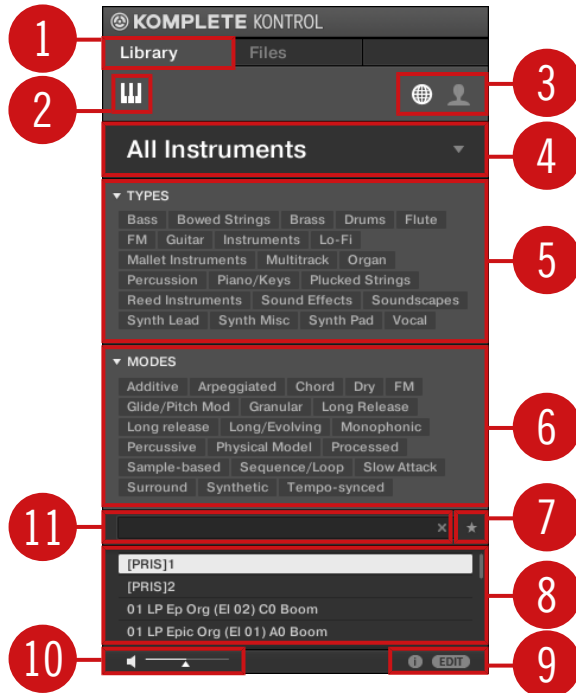 KOMPLETE KONTROL
1
Library Files
2
3
All Instruments
4
TYPES
Bass Bowed Strings Brass Drums Flute
FM Guitar Instruments Lo-Fi
Mallet Instruments Multitrack Organ
Percussion Piano/Keys Plucked Strings
Reed Instruments Sound Effects Soundscapes
Synth Lead Synth Misc Synth Pad Vocal
5
MODES
Additive Arpeggiated Chord Dry FM
Glide/Pitch Mod Granular Long Release
Long release Long/Evolving Monophonic
Percussive Physical Model Processed
Sample-based Sequence/Loop Slow Attack
Surround Synthetic Tempo-synced
6
11
7
[PRIS]1
[PRIS]2
01 LP Ep Org (El 02) C0 Boom
01 LP Epic Org (El 01) A0 Boom
8
10
i EDIT
9